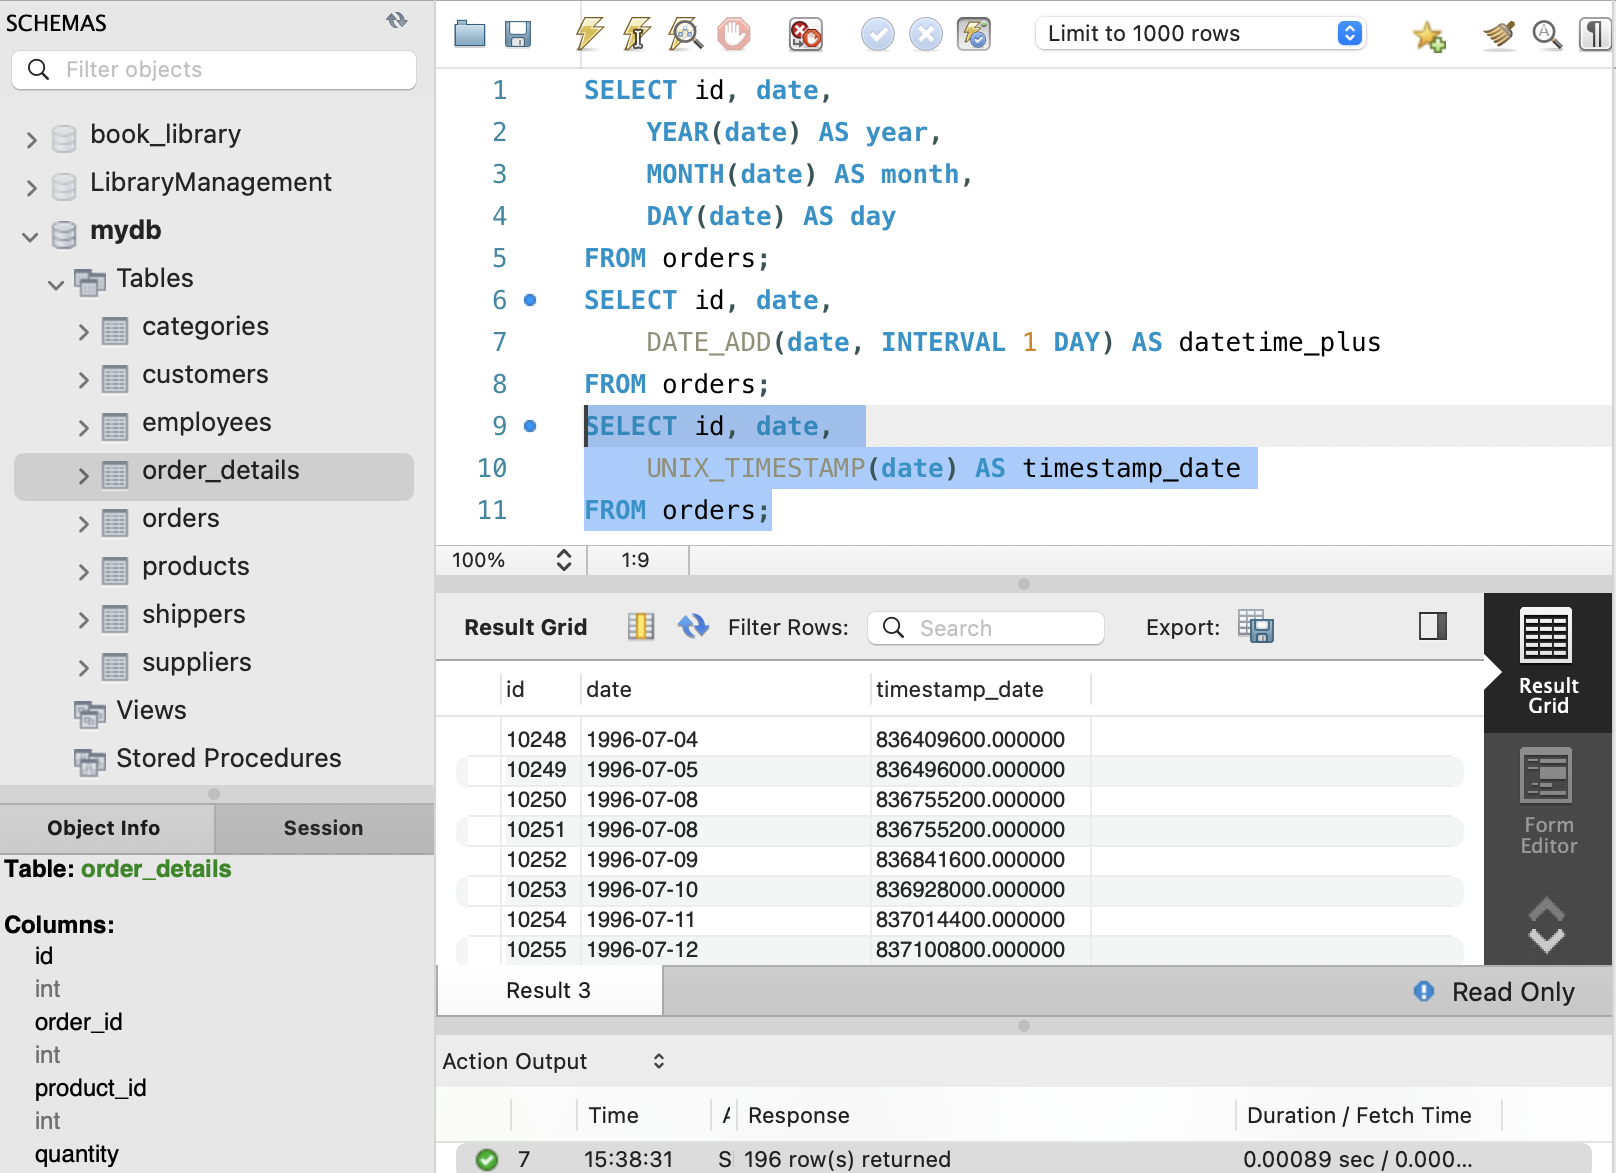 SCHEMAS
Filter objects
book_library
LibraryManagement
mydb
Tables
categories
customers
employees
order_details
orders
products
shippers
suppliers
Views
Stored Procedures
Object Info Session
Table: order_details
Columns:
id
int
order_id
int
product_id
int
quantity
Limit to 1000 rows
1 SELECT id, date,
2 YEAR(date) AS year,
3 MONTH(date) AS month,
4 DAY(date) AS day
5 FROM orders;
6 SELECT id, date,
7 DATE_ADD(date, INTERVAL 1 DAY) AS datetime_plus
8 FROM orders;
9 SELECT id, date,
10 UNIX_TIMESTAMP(date) AS timestamp_date
11 FROM orders;
100% 1:9
Result Grid Filter Rows: Search Export:
id date timestamp_date
10248 1996-07-04 836409600.000000
10249 1996-07-05 836496000.000000
10250 1996-07-08 836755200.000000
10251 1996-07-08 836755200.000000
10252 1996-07-09 836841600.000000
10253 1996-07-10 836928000.000000
10254 1996-07-11 837014400.000000
10255 1996-07-12 837100800.000000
Result
Grid
Form
Editor
Result 3 Read Only
Action Output
Time A Response Duration / Fetch Time
7 15:38:31 S 196 row(s) returned 0.00089 sec / 0.000...